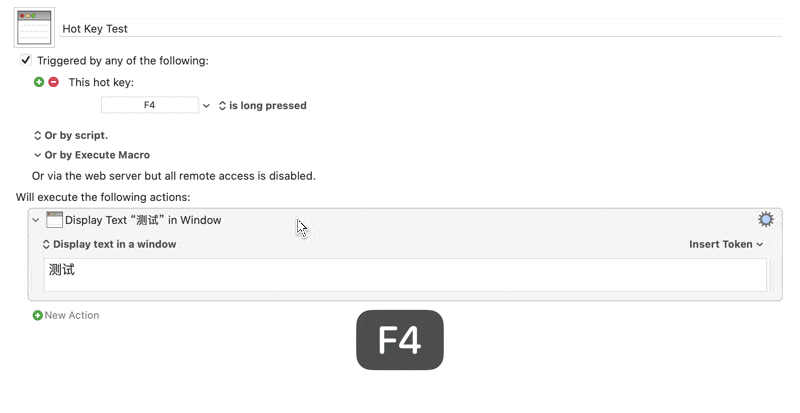 Hot Key Test
Triggered by any of the following:
This hot key:
F4 is long pressed
Or by script.
Or by Execute Macro
Or via the web server but all remote access is disabled.
Will execute the following actions:
Display Text “测试” in Window
Display text in a window Insert Token
测试
New Action
F4